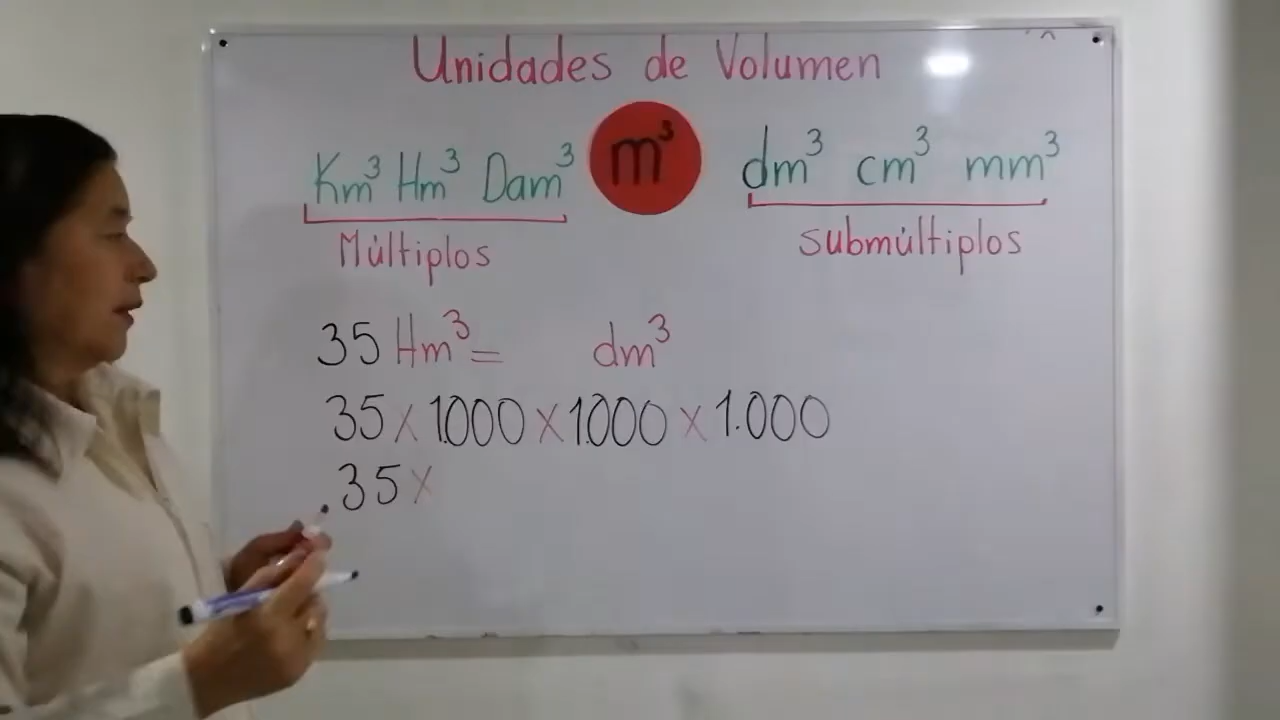 Unidades de Volumen
Km³ Hm³ Dam³ m³ dm³ cm³ mm³
Múltiplos submúltiplos
35 Hm³ = dm³
35 x 1.000 x 1.000 x 1.000
35 x